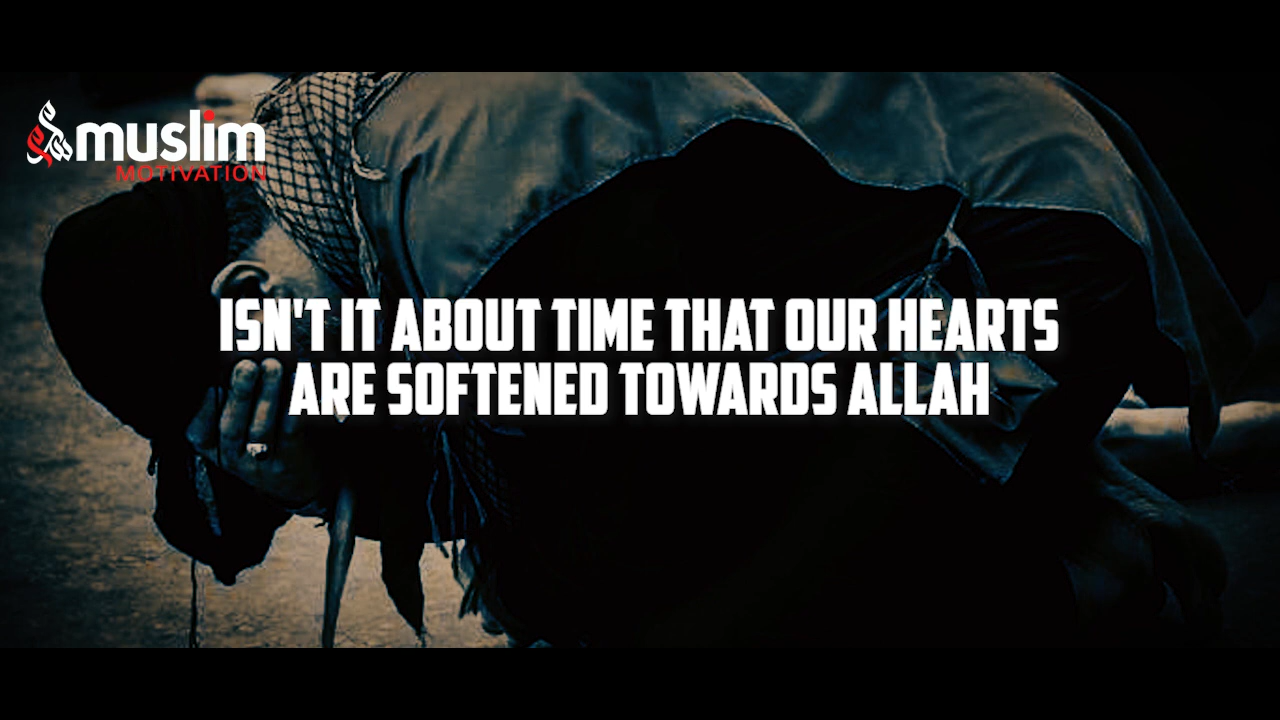 muslim
MOTIVATION
ISN'T IT ABOUT TIME THAT OUR HEARTS
ARE SOFTENED TOWARDS ALLAH